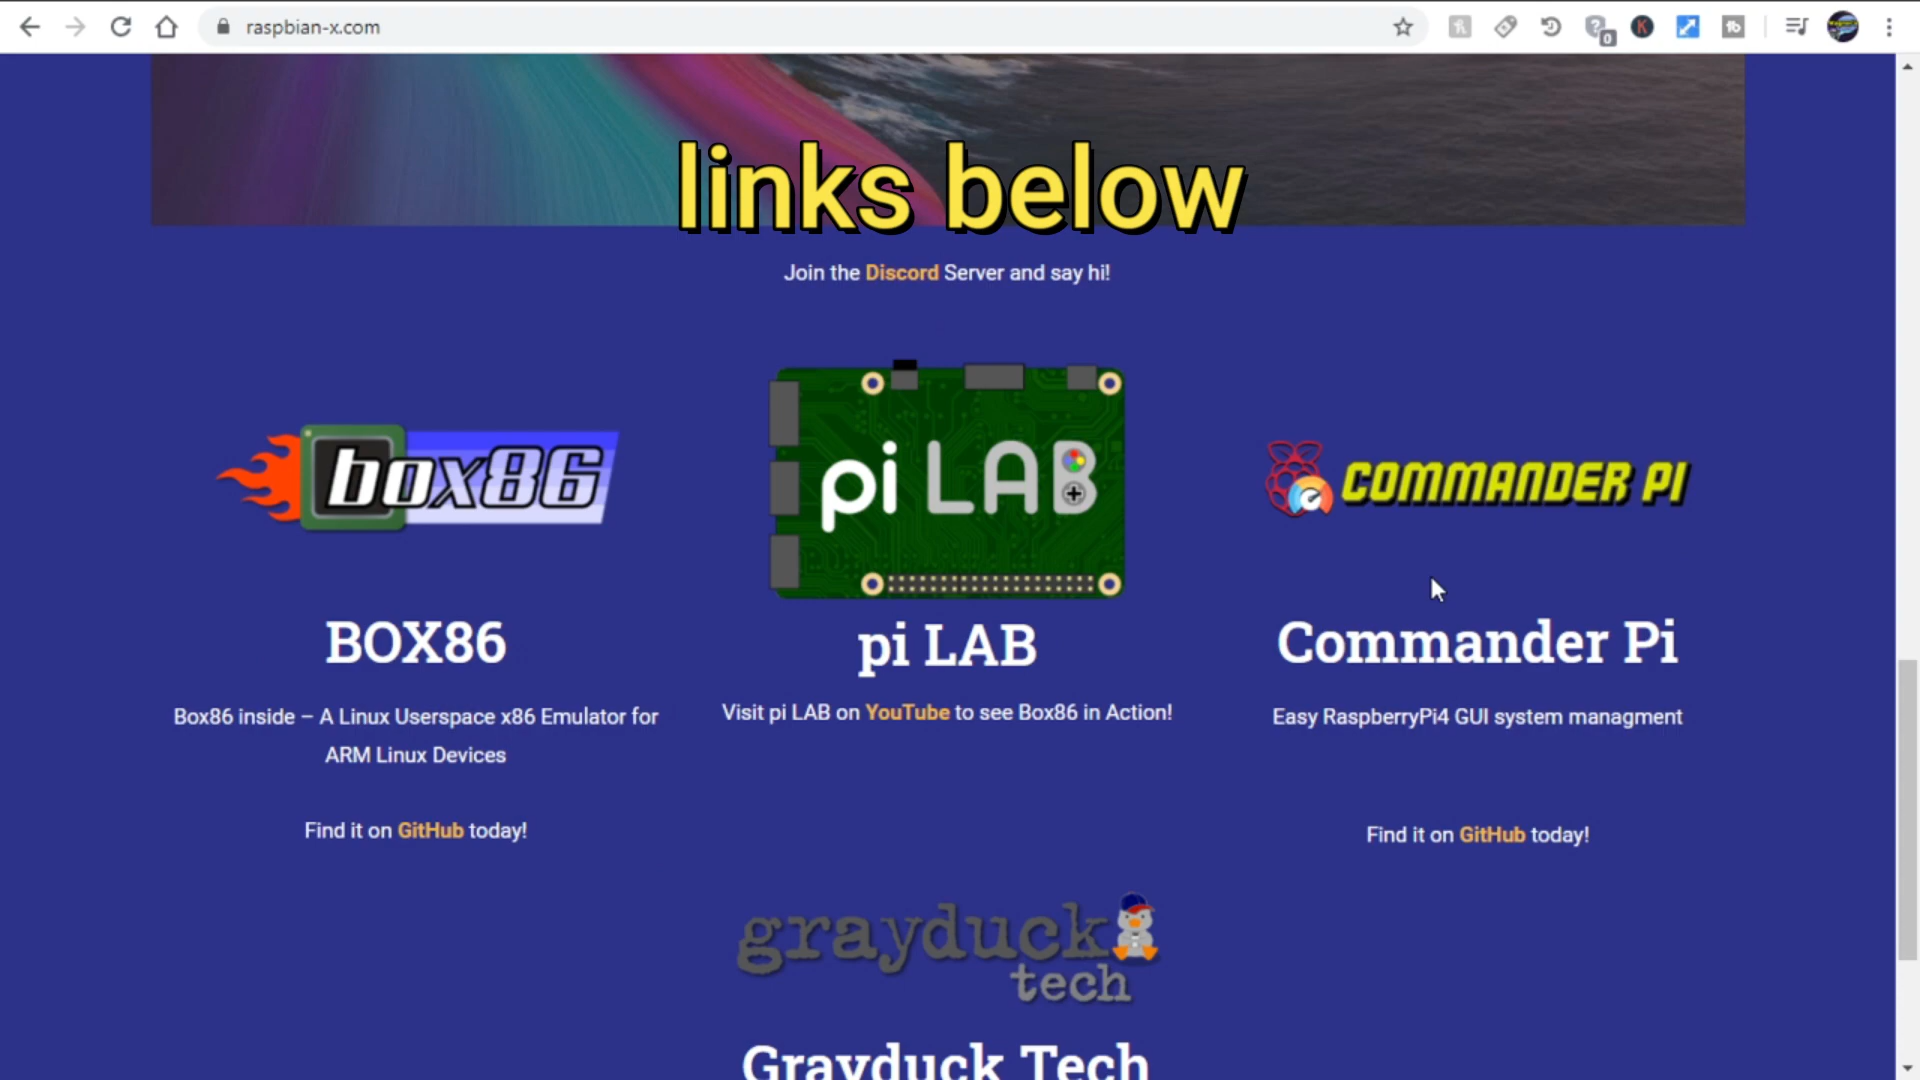 raspbian-x.com
0
K
links below
Join the Discord Server and say hi!
box86
pi LAB
COMMANDER PI
BOX86
pi LAB
Commander Pi
Box86 inside – A Linux Userspace x86 Emulator for
ARM Linux Devices
Visit pi LAB on YouTube to see Box86 in Action!
Easy RaspberryPi4 GUI system managment
Find it on GitHub today!
Find it on GitHub today!
grayduck
tech
Grayduck Tech